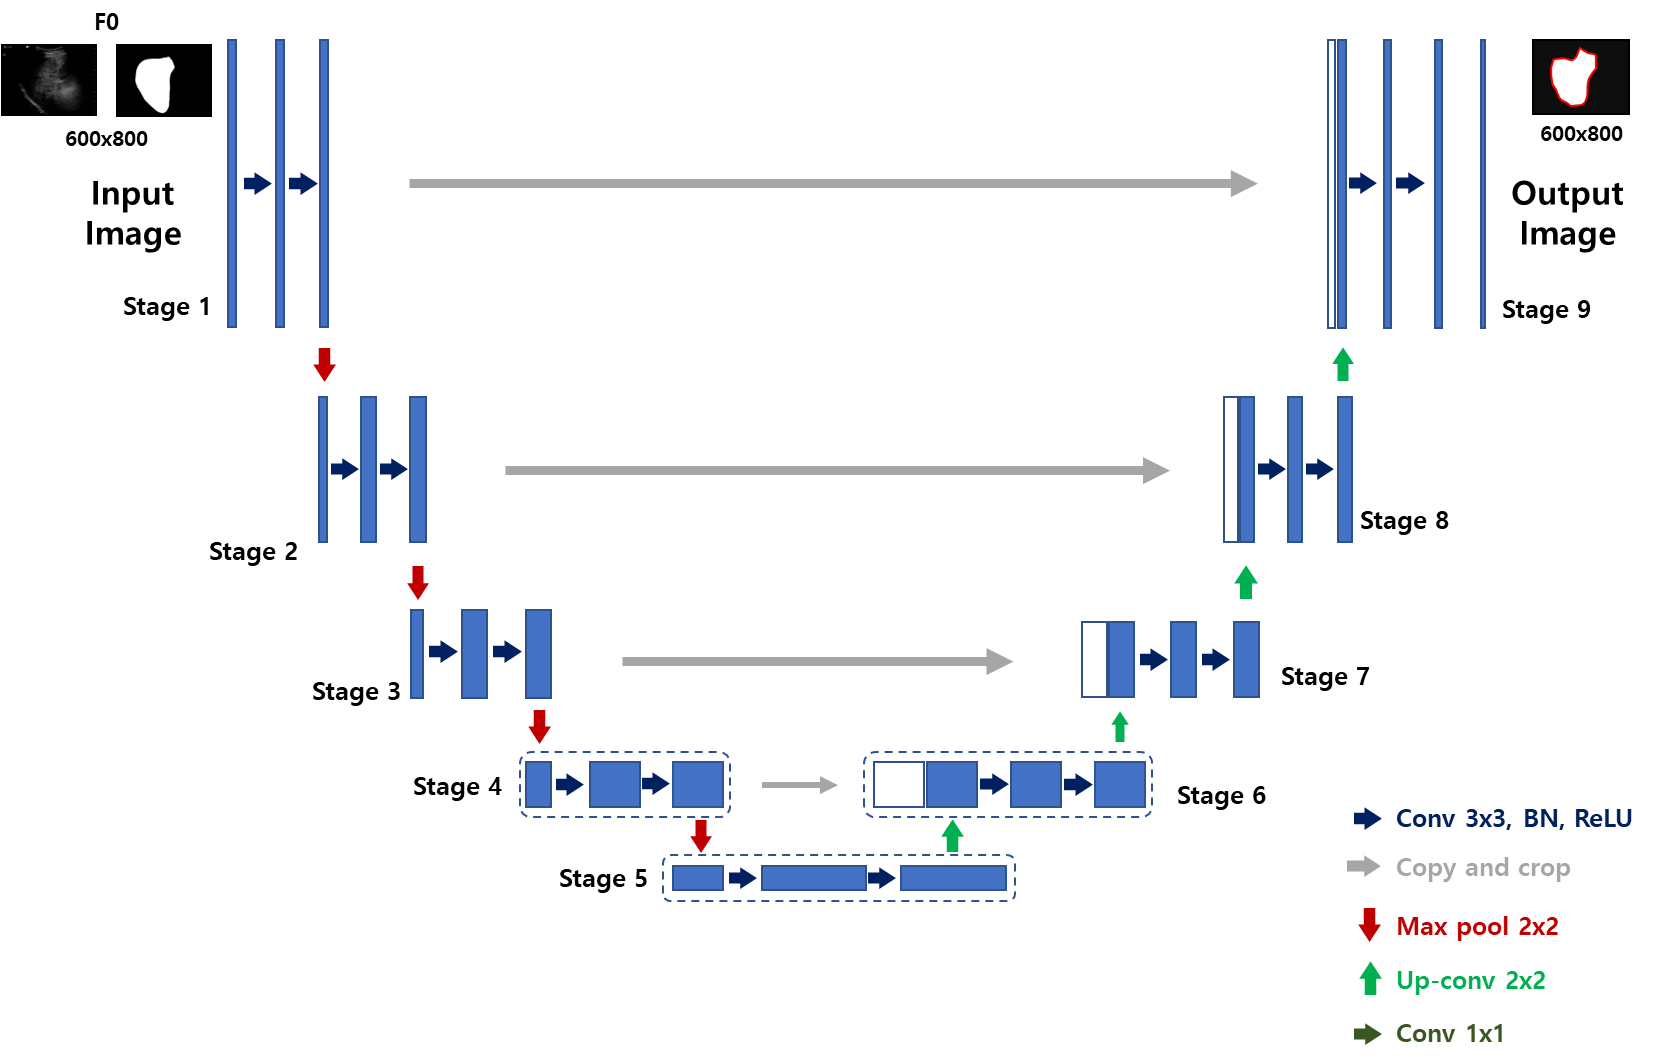 F0
600x800
Input
Image
Stage 1
600x800
Output
Image
Stage 9
Stage 2
Stage 8
Stage 3
Stage 7
Stage 4
Stage 6
Stage 5
Conv 3x3, BN, ReLU
Copy and crop
Max pool 2x2
Up-conv 2x2
Conv 1x1